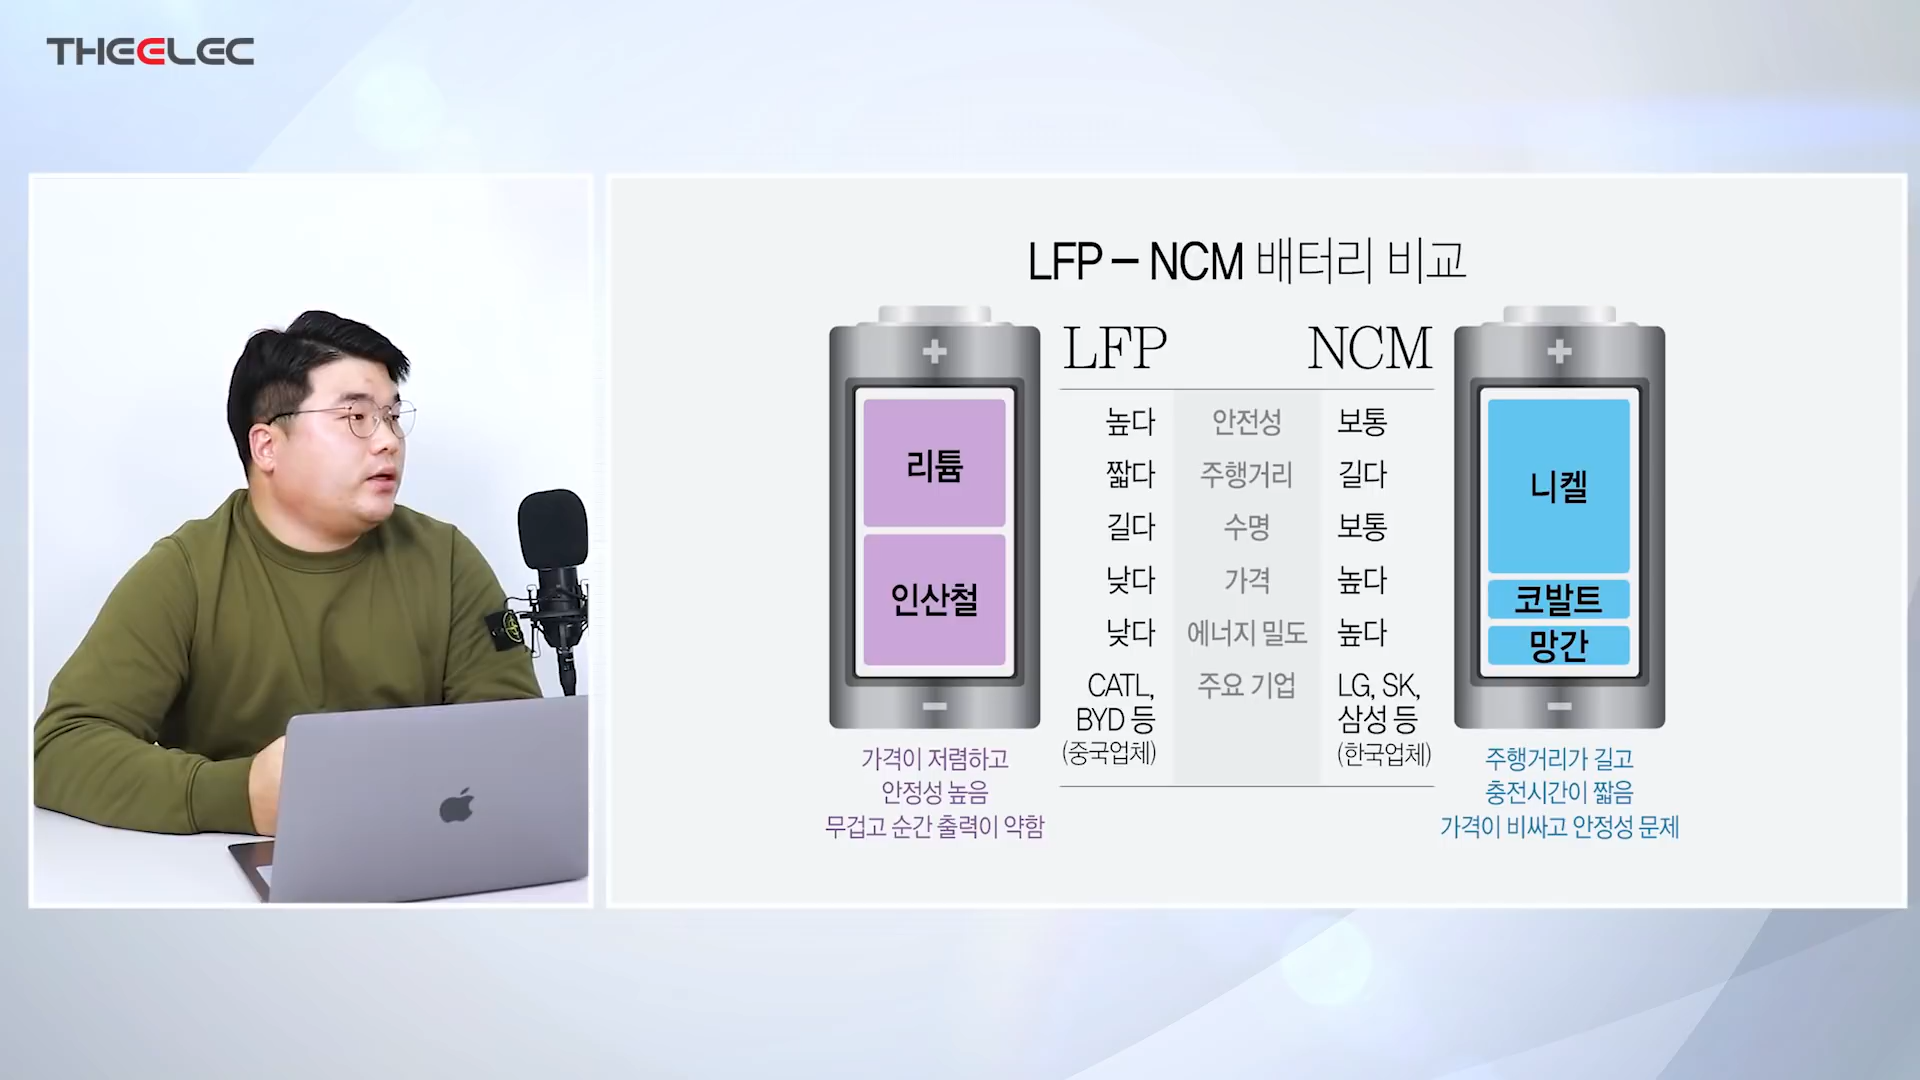 THEELEC
LFP – NCM 배터리 비교
LFP NCM
높다 안전성 보통
짧다 주행거리 길다
길다 수명 보통
낮다 가격 높다
낮다 에너지 밀도 높다
CATL, 주요 기업 LG, SK,
BYD 등 삼성 등
(중국업체) (한국업체)
+
리튬
인산철
−
가격이 저렴하고
안정성 높음
무겁고 순간 출력이 약함
+
니켈
코발트
망간
−
주행거리가 길고
충전시간이 짧음
가격이 비싸고 안정성 문제